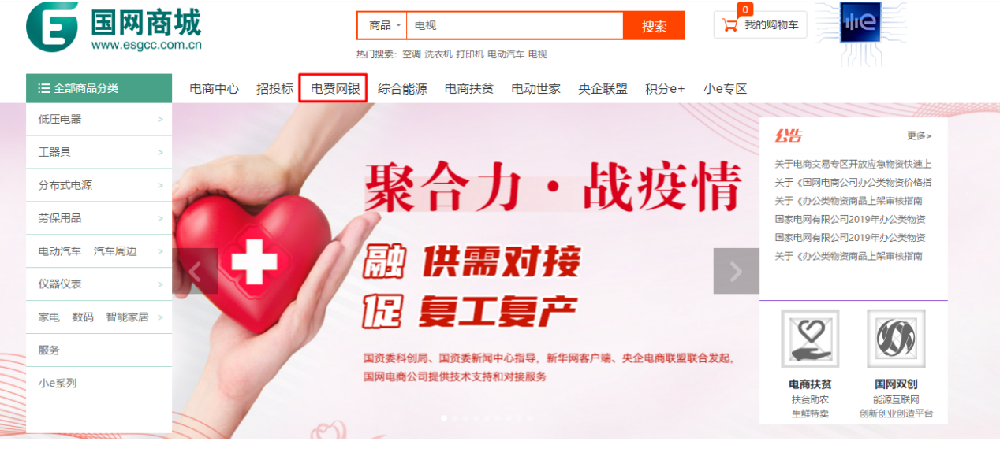 国网商城
www.esgcc.com.cn
商品 电视 搜索
0
我的购物车
小e
热门搜索: 空调 洗衣机 打印机 电动汽车 电视
全部商品分类 电商中心 招投标 电费网银 综合能源 电商扶贫 电动世家 央企联盟 积分e+ 小e专区
低压电器 >
工器具 >
分布式电源 >
劳保用品 >
电动汽车 汽车周边 >
仪器仪表 >
家电 数码 智能家居 >
服务
小e系列
聚合力·战疫情
融 供需对接
促 复工复产
国资委科创局、国资委新闻中心指导，新华网客户端、央企电商联盟联合发起，
国网电商公司提供技术支持和对接服务
公告 更多>
关于电商交易专区开放应急物资快速上
关于《国网电商公司办公类物资价格指
关于《办公类物资商品上架审核指南
国家电网有限公司2019年办公类物资
国家电网有限公司2019年办公类物资
关于《办公类物资商品上架审核指南
电商扶贫
扶贫助农
生鲜特卖
国网双创
能源互联网
创新创业创造平台